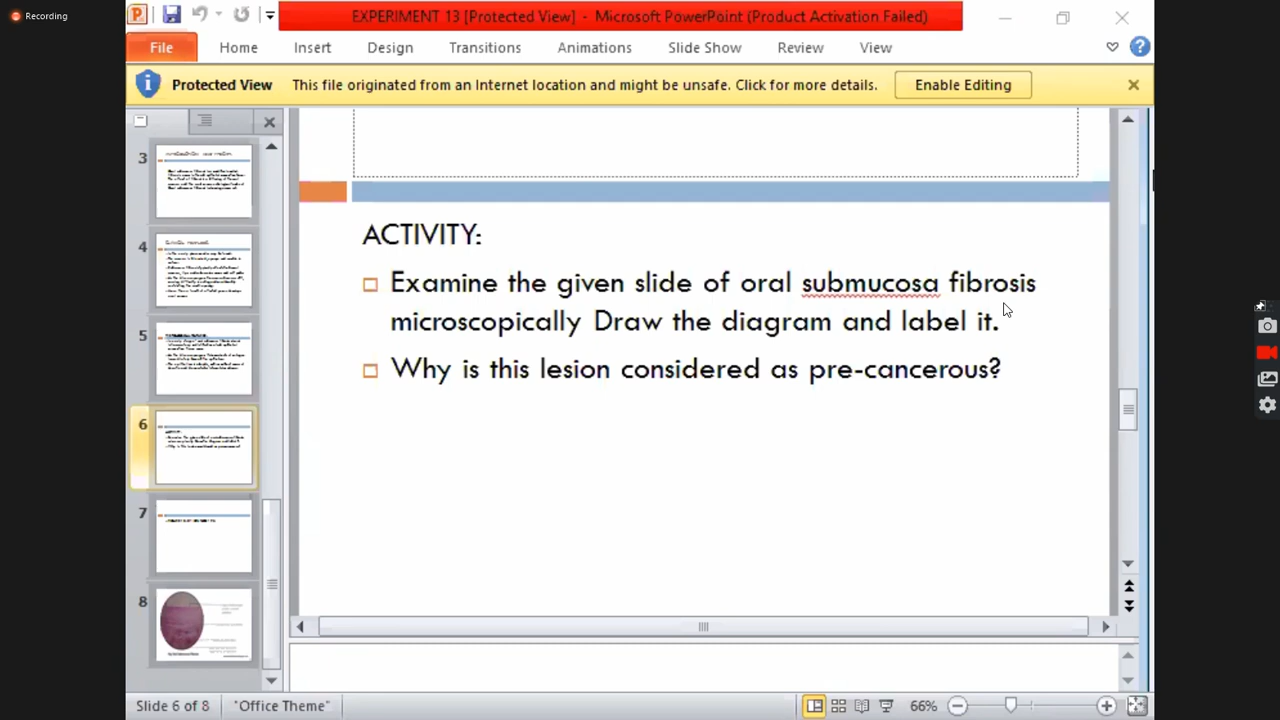 Recording
EXPERIMENT 13 [Protected View] - Microsoft PowerPoint (Product Activation Failed)
File Home Insert Design Transitions Animations Slide Show Review View
Protected View This file originated from an Internet location and might be unsafe. Click for more details. Enable Editing
3
4
5
6
7
8
ACTIVITY:
Examine the given slide of oral submucosa fibrosis
microscopically Draw the diagram and label it.
Why is this lesion considered as pre-cancerous?
Slide 6 of 8 "Office Theme" 66%